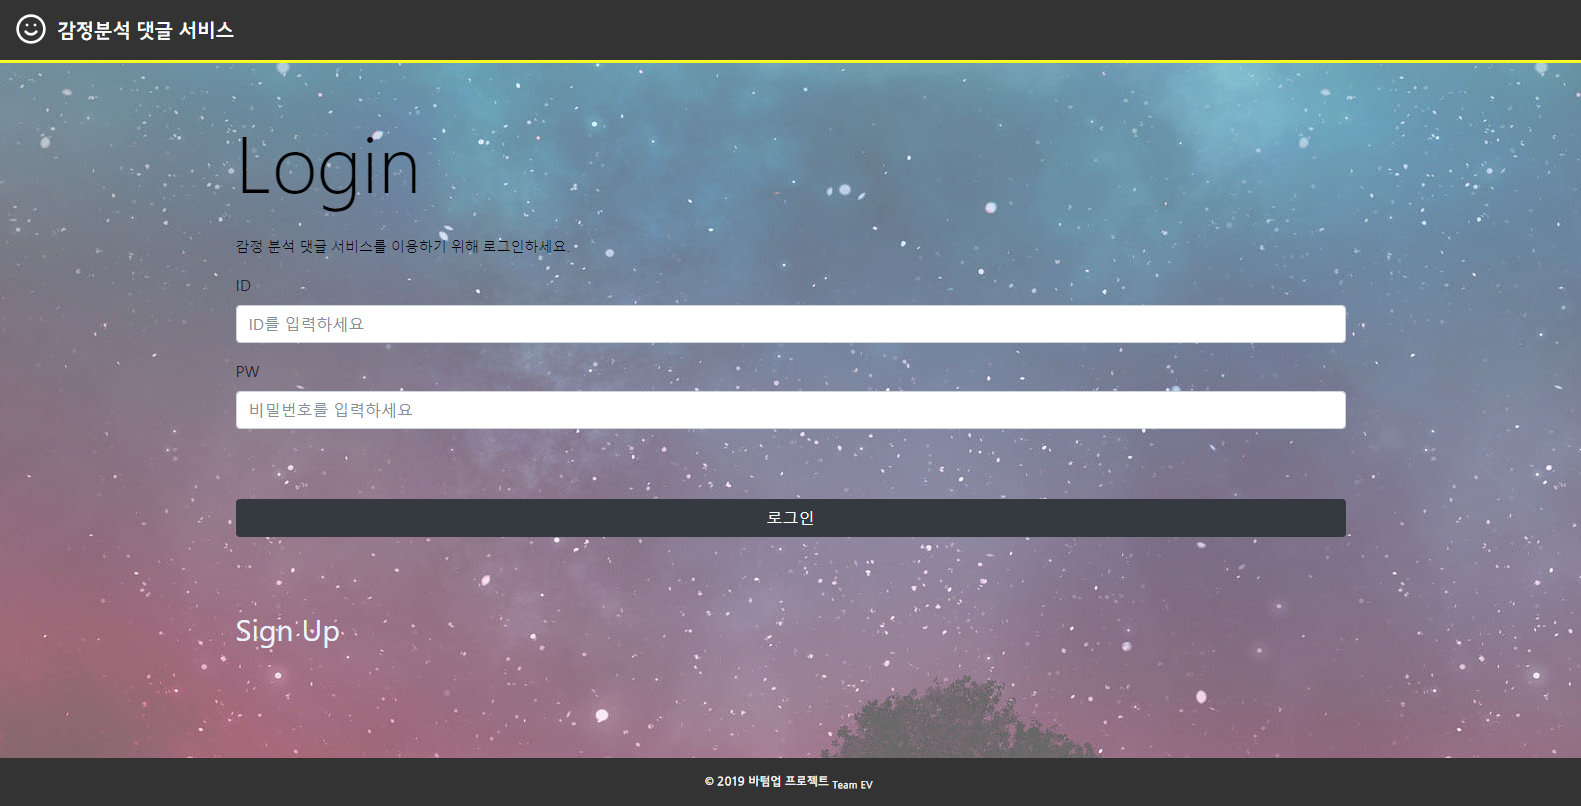 감정분석 댓글 서비스
Login
감정 분석 댓글 서비스를 이용하기 위해 로그인하세요.
ID
ID를 입력하세요
PW
비밀번호를 입력하세요
로그인
Sign Up
© 2019 바텀업 프로젝트 Team EV